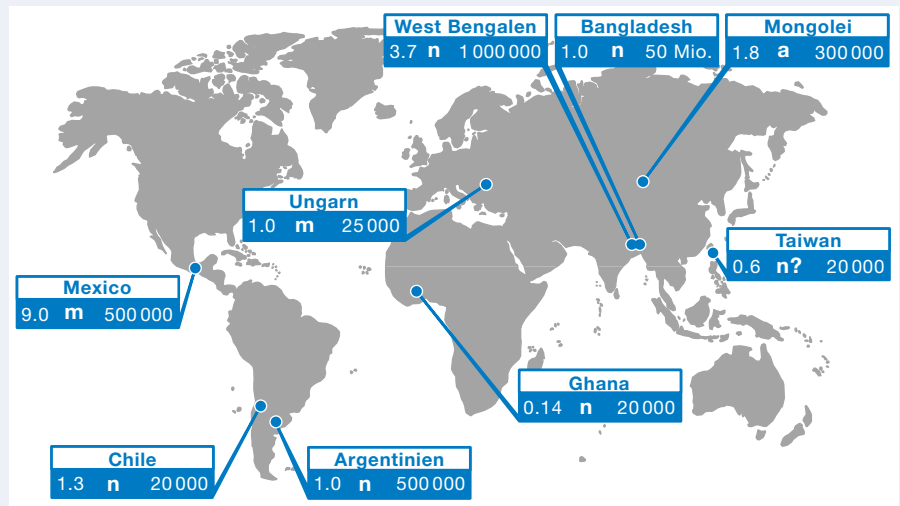 West Bengalen
3.7 n 1 000 000
Bangladesh
1.0 n 50 Mio.
Mongolei
1.8 a 300 000
Ungarn
1.0 m 25 000
Taiwan
0.6 n? 20 000
Mexico
9.0 m 500 000
Ghana
0.14 n 20 000
Chile
1.3 n 20 000
Argentinien
1.0 n 500 000